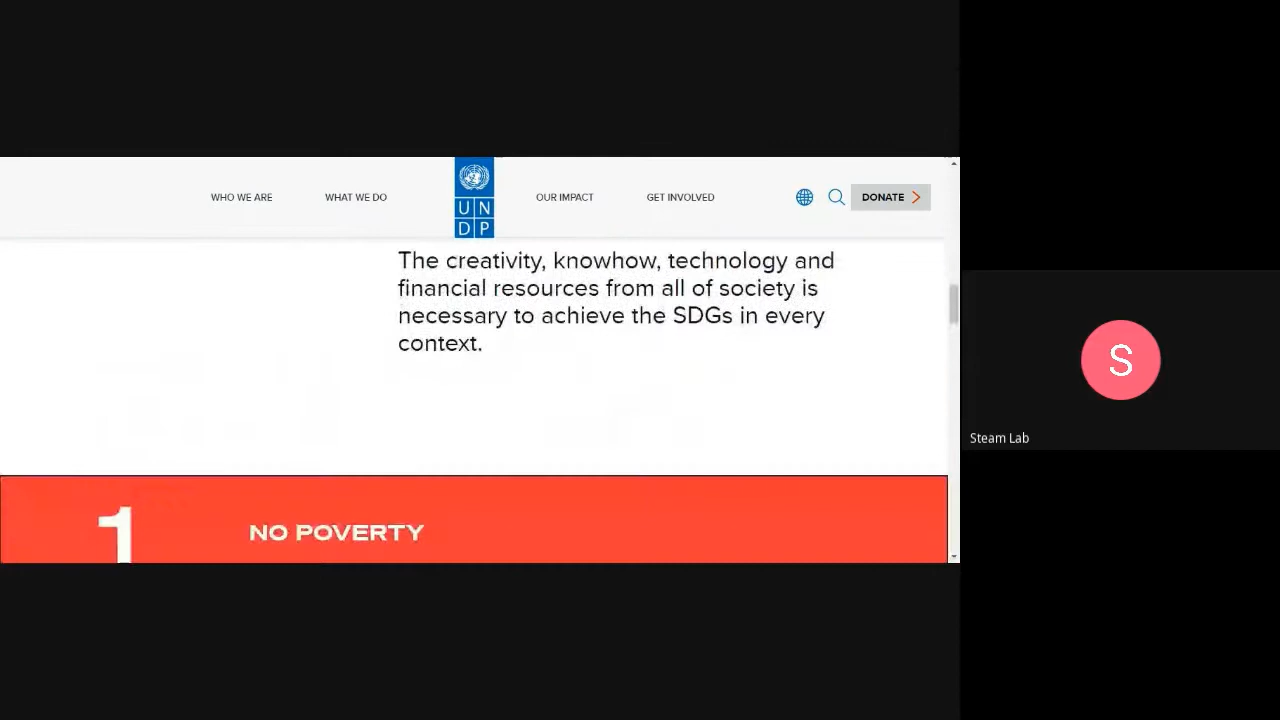 WHO WE ARE
WHAT WE DO
U N
D P
OUR IMPACT
GET INVOLVED
DONATE
The creativity, knowhow, technology and
financial resources from all of society is
necessary to achieve the SDGs in every
context.
1
NO POVERTY
S
Steam Lab